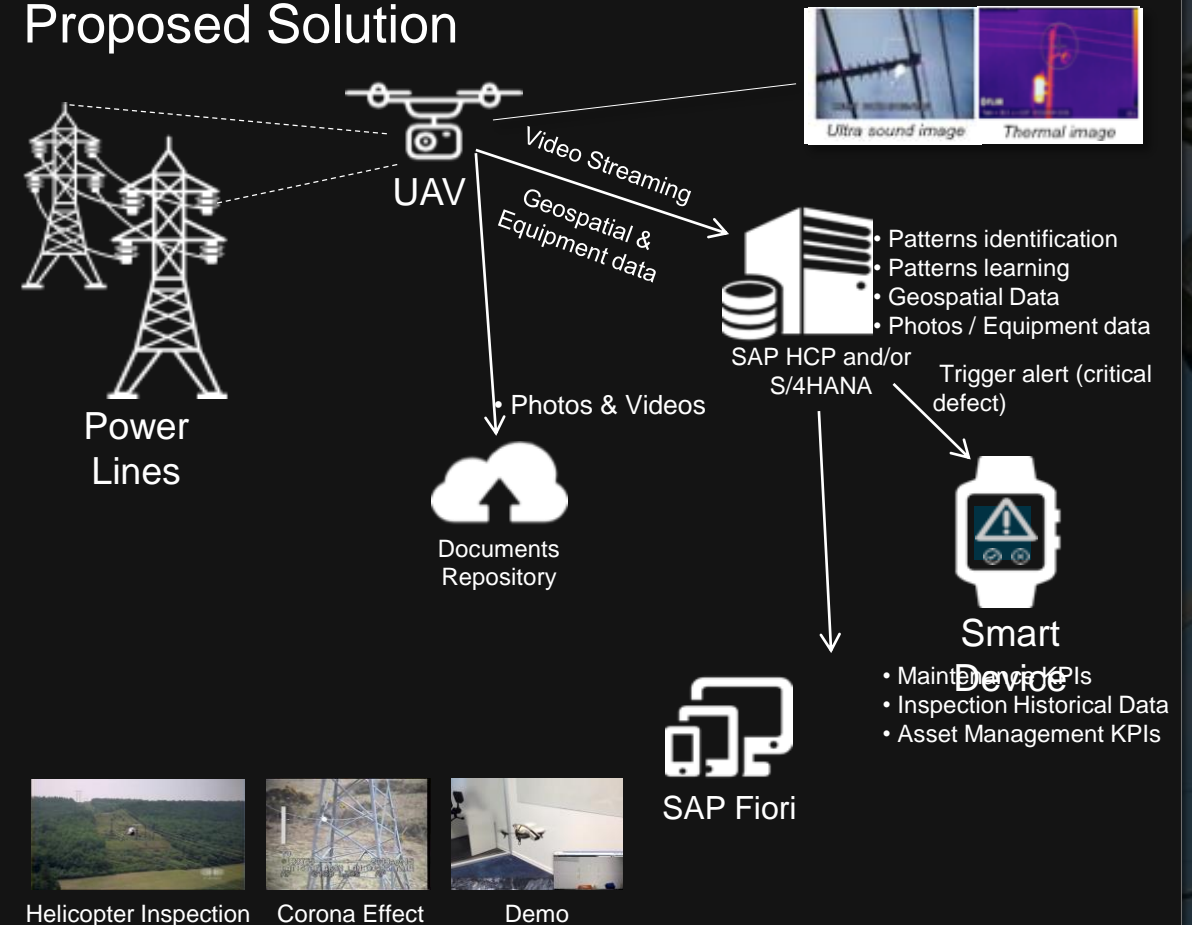 Proposed Solution
Ultra sound image
Thermal image
UAV
Video Streaming
Geospatial &
Equipment data
• Patterns identification
• Patterns learning
• Geospatial Data
• Photos / Equipment data
SAP HCP and/or
S/4HANA
Trigger alert (critical
defect)
• Photos & Videos
Power
Lines
Documents
Repository
Smart
Device
• Maintenance KPIs
• Inspection Historical Data
• Asset Management KPIs
SAP Fiori
Helicopter Inspection
Corona Effect
Demo